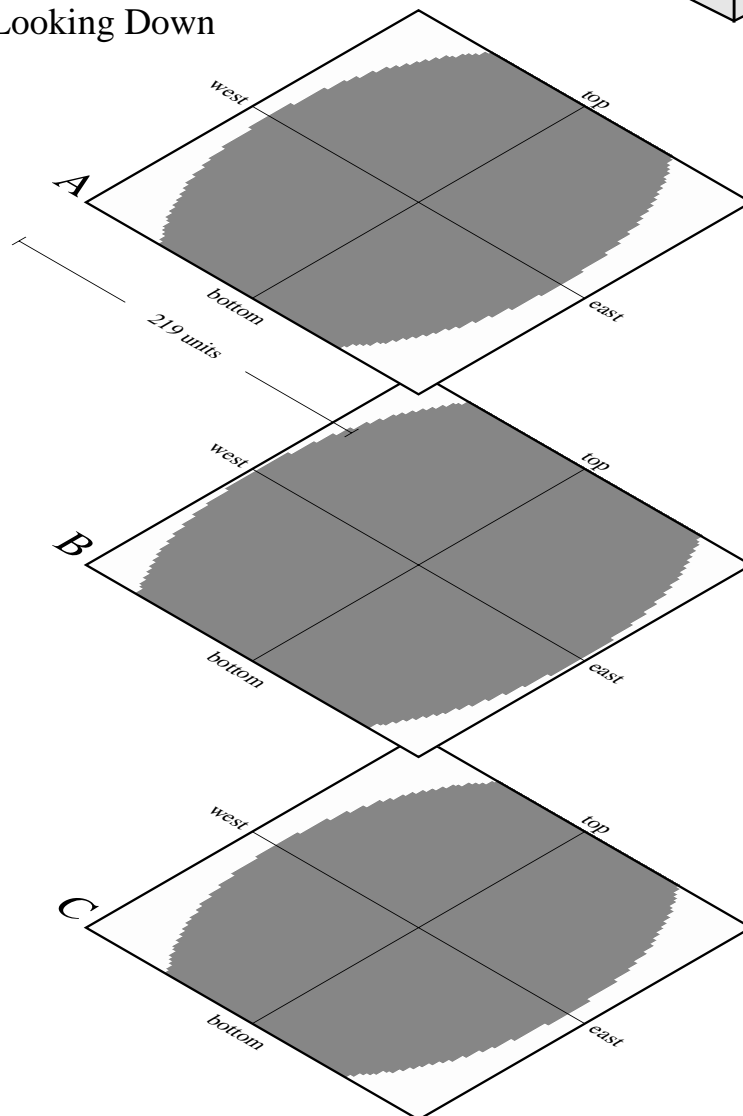 Looking Down
west
top
A
bottom
east
219 units
west
top
B
bottom
east
west
top
C
bottom
east